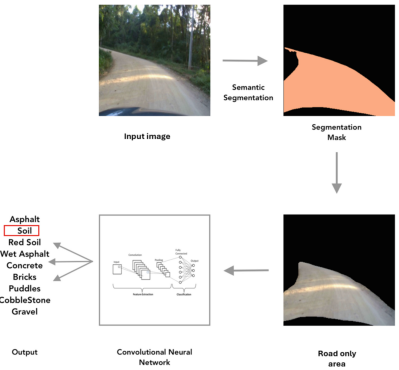 Input image
Semantic
Segmentation
Segmentation
Mask
Road only
area
Convolutional Neural
Network
Asphalt
Soil
Red Soil
Wet Asphalt
Concrete
Bricks
Puddles
CobbleStone
Gravel
Output